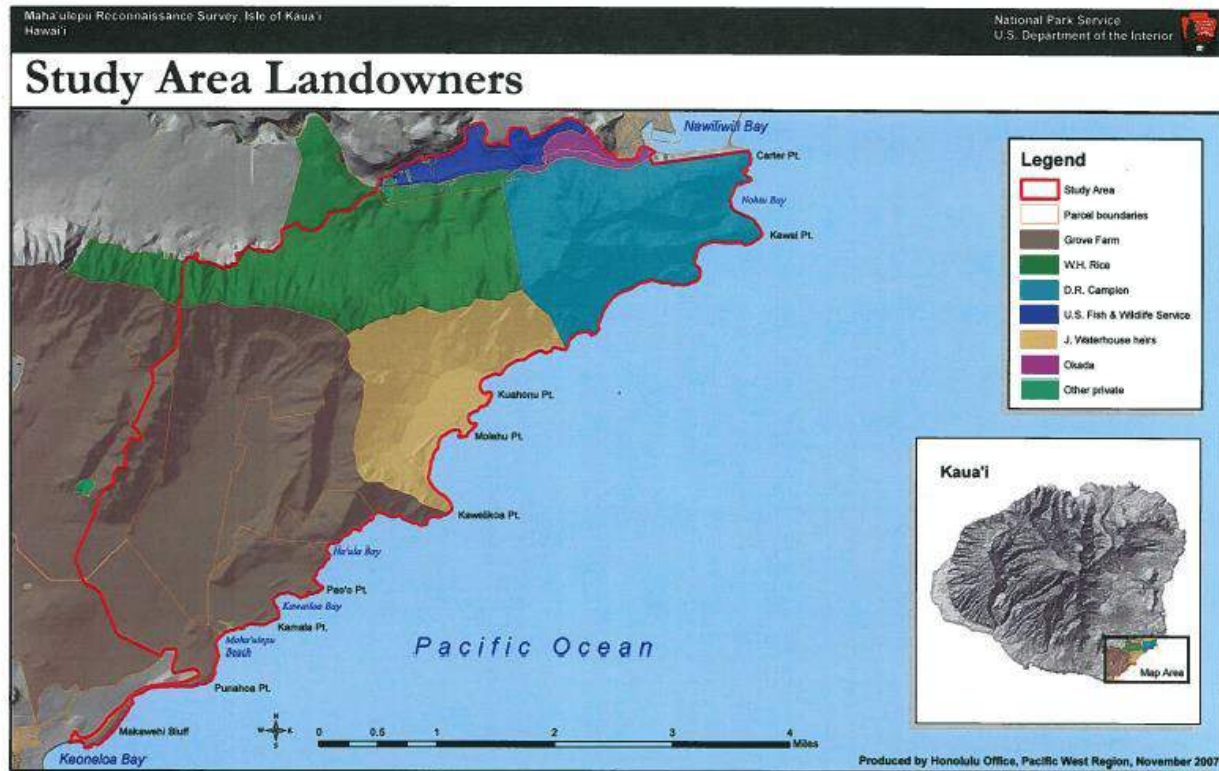 Maha'ulepu Reconnaissance Survey, Isle of Kaua'i
Hawai'i
National Park Service
U.S. Department of the Interior
Study Area Landowners
Nawiliwili Bay
Carter Pt.
Nohiu Bay
Kawai Pt.
Kuahonu Pt.
Molehu Pt.
Kawelikoa Pt.
Ha'ula Bay
Pao'o Pt.
Kawailoa Bay
Kamala Pt.
Maha'ulepu
Beach
Punahoa Pt.
Makawehi Bluff
Keoneloa Bay
Pacific Ocean
Legend
Study Area
Parcel boundaries
Grove Farm
W.H. Rice
D.R. Campion
U.S. Fish & Wildlife Service
J. Waterhouse heirs
Okada
Other private
Kaua'i
Map Area
N
W
E
S
0 0.5 1 2 3 4
Miles
Produced by Honolulu Office, Pacific West Region, November 2007